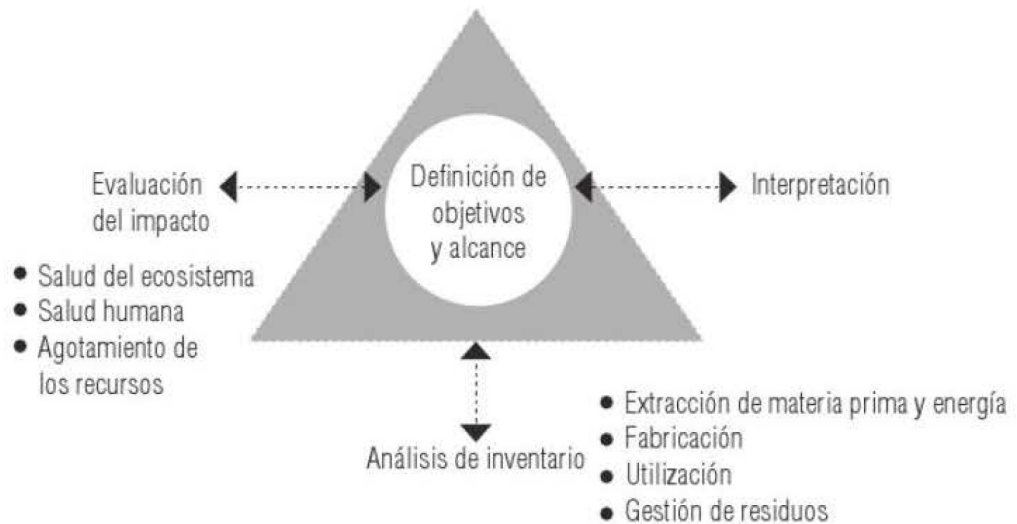 Definición de
objetivos
y alcance
Evaluación
del impacto
● Salud del ecosistema
● Salud humana
● Agotamiento de
los recursos
Interpretación
Análisis de inventario
● Extracción de materia prima y energía
● Fabricación
● Utilización
● Gestión de residuos